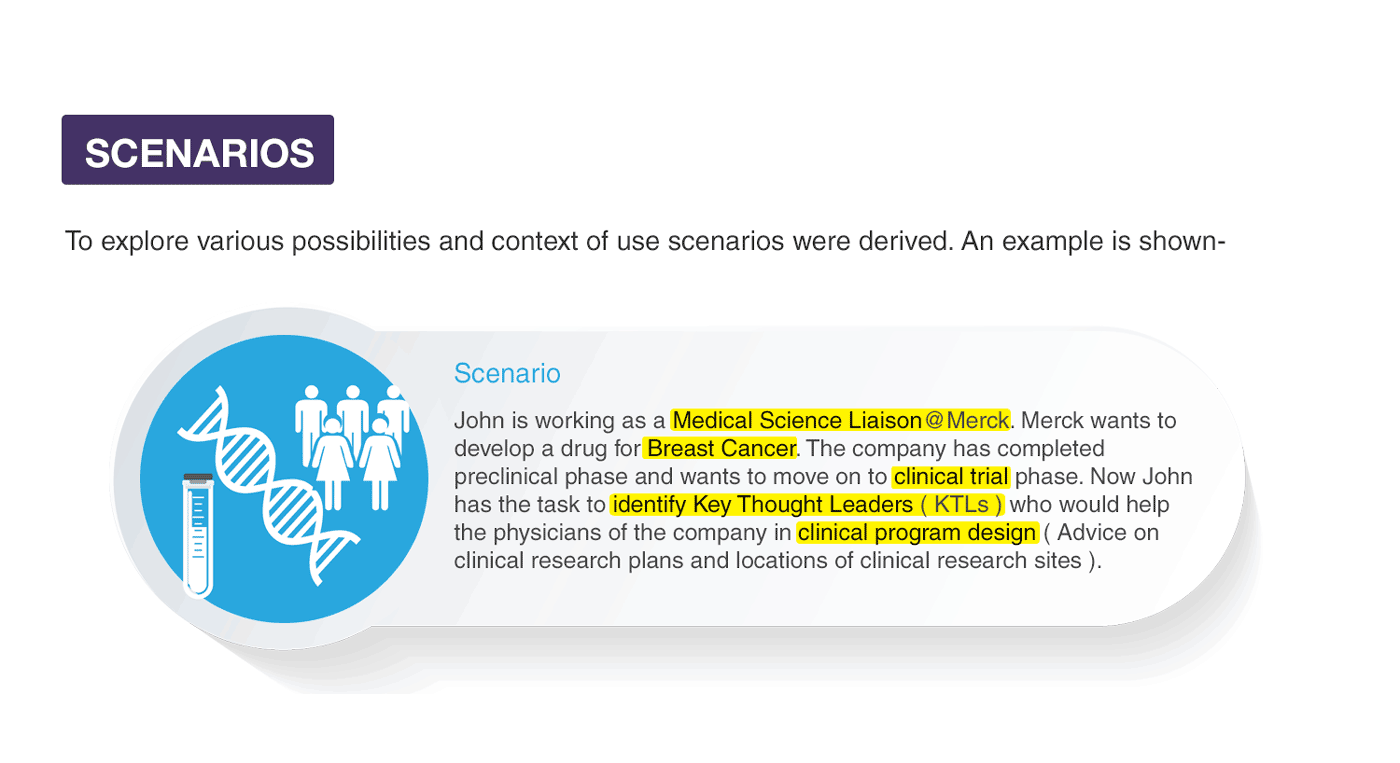 SCENARIOS
To explore various possibilities and context of use scenarios were derived. An example is shown-
Scenario
John is working as a Medical Science Liaison@Merck. Merck wants to
develop a drug for Breast Cancer. The company has completed
preclinical phase and wants to move on to clinical trial phase. Now John
has the task to identify Key Thought Leaders ( KTLs ) who would help
the physicians of the company in clinical program design ( Advice on
clinical research plans and locations of clinical research sites ).